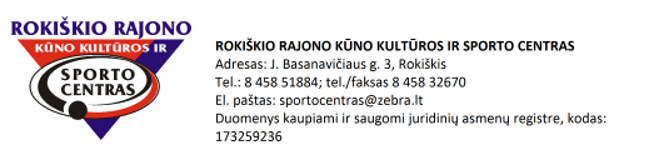 ROKIŠKIO RAJONO
KŪNO KULTŪROS IR
SPORTO
CENTRAS
ROKIŠKIO RAJONO KŪNO KULTŪROS IR SPORTO CENTRAS
Adresas: J. Basanavičiaus g. 3, Rokiškis
Tel.: 8 458 51884; tel./faksas 8 458 32670
El. paštas: sportocentras@zebra.lt
Duomenys kaupiami ir saugomi juridinių asmenų registre, kodas:
173259236